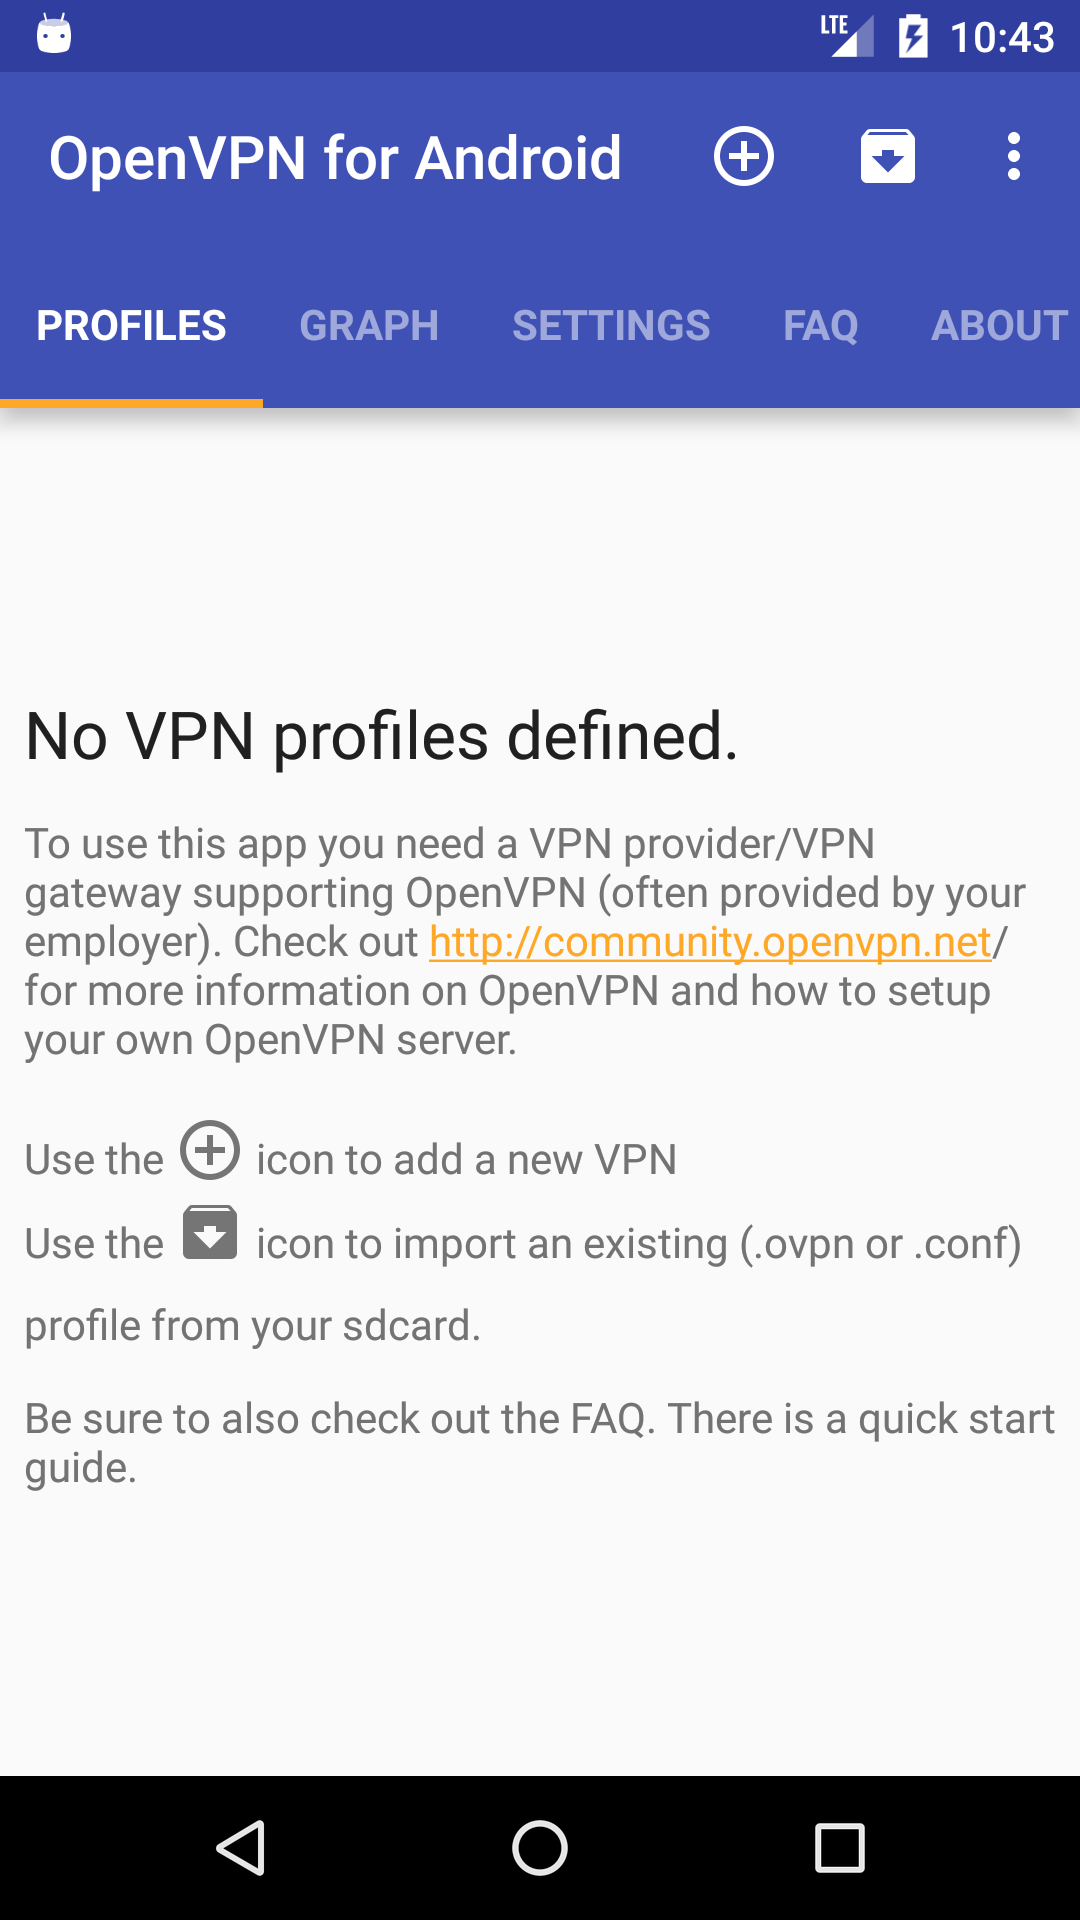 LTE 10:43
OpenVPN for Android
PROFILES GRAPH SETTINGS FAQ ABOUT
No VPN profiles defined.
To use this app you need a VPN provider/VPN
gateway supporting OpenVPN (often provided by your
employer). Check out http://community.openvpn.net/
for more information on OpenVPN and how to setup
your own OpenVPN server.
Use the icon to add a new VPN
Use the icon to import an existing (.ovpn or .conf)
profile from your sdcard.
Be sure to also check out the FAQ. There is a quick start
guide.